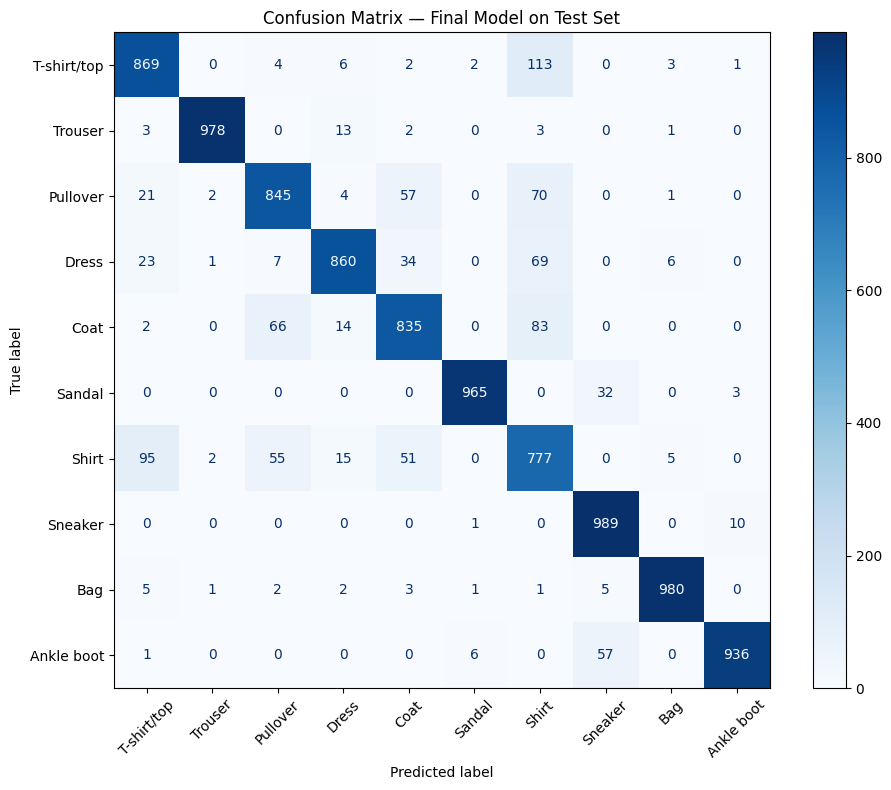 Confusion Matrix — Final Model on Test Set
True label
T-shirt/top 869 0 4 6 2 2 113 0 3 1
Trouser 3 978 0 13 2 0 3 0 1 0
Pullover 21 2 845 4 57 0 70 0 1 0
Dress 23 1 7 860 34 0 69 0 6 0
Coat 2 0 66 14 835 0 83 0 0 0
Sandal 0 0 0 0 0 965 0 32 0 3
Shirt 95 2 55 15 51 0 777 0 5 0
Sneaker 0 0 0 0 0 1 0 989 0 10
Bag 5 1 2 2 3 1 1 5 980 0
Ankle boot 1 0 0 0 0 6 0 57 0 936
T-shirt/top Trouser Pullover Dress Coat Sandal Shirt Sneaker Bag Ankle boot
Predicted label
800
600
400
200
0